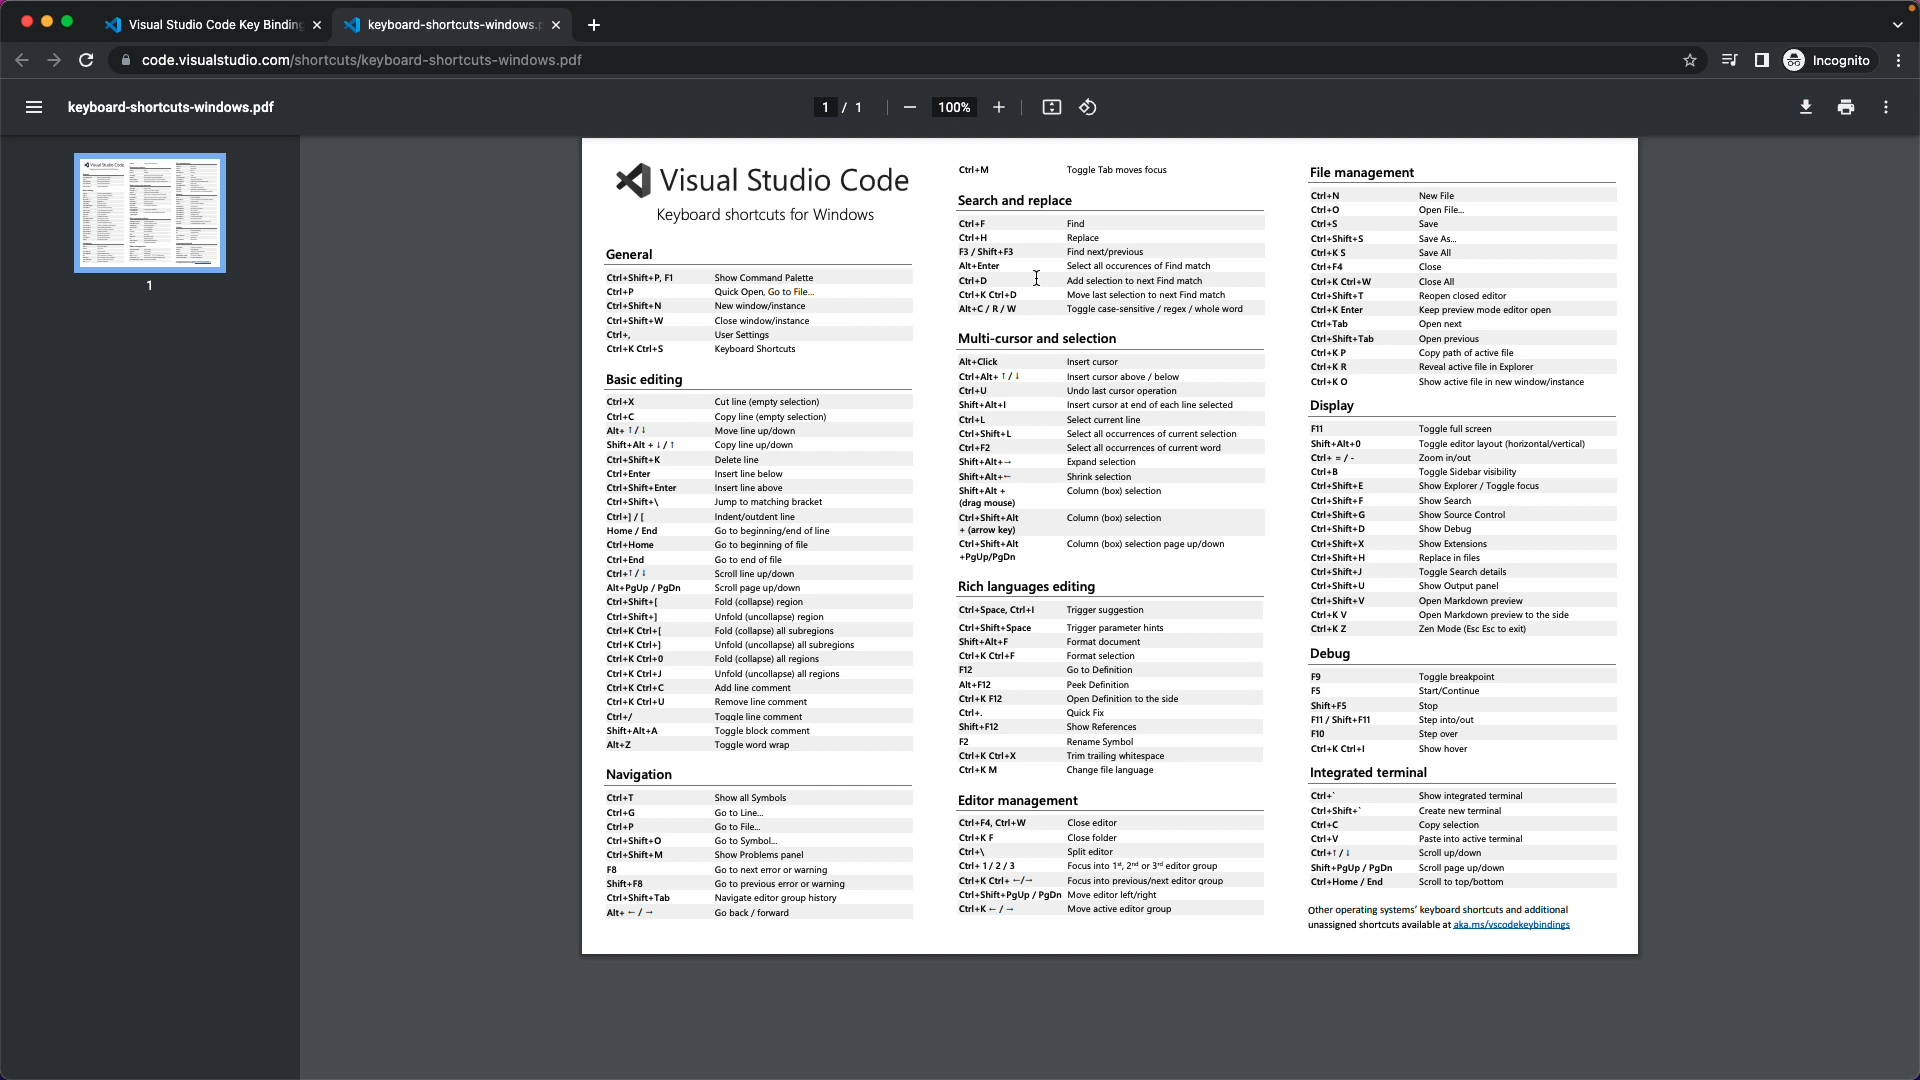 Visual Studio Code Key Binding
keyboard-shortcuts-windows.p
code.visualstudio.com/shortcuts/keyboard-shortcuts-windows.pdf
Incognito
keyboard-shortcuts-windows.pdf
1 / 1
100%
1
Visual Studio Code
Keyboard shortcuts for Windows
General
Ctrl+Shift+P, F1 Show Command Palette
Ctrl+P Quick Open, Go to File...
Ctrl+Shift+N New window/instance
Ctrl+Shift+W Close window/instance
Ctrl+, User Settings
Ctrl+K Ctrl+S Keyboard Shortcuts
Basic editing
Ctrl+X Cut line (empty selection)
Ctrl+C Copy line (empty selection)
Alt+ ↑ / ↓ Move line up/down
Shift+Alt + ↓ / ↑ Copy line up/down
Ctrl+Shift+K Delete line
Ctrl+Enter Insert line below
Ctrl+Shift+Enter Insert line above
Ctrl+Shift+\ Jump to matching bracket
Ctrl+] / [ Indent/outdent line
Home / End Go to beginning/end of line
Ctrl+Home Go to beginning of file
Ctrl+End Go to end of file
Ctrl+↑ / ↓ Scroll line up/down
Alt+PgUp / PgDn Scroll page up/down
Ctrl+Shift+[ Fold (collapse) region
Ctrl+Shift+] Unfold (uncollapse) region
Ctrl+K Ctrl+[ Fold (collapse) all subregions
Ctrl+K Ctrl+] Unfold (uncollapse) all subregions
Ctrl+K Ctrl+0 Fold (collapse) all regions
Ctrl+K Ctrl+J Unfold (uncollapse) all regions
Ctrl+K Ctrl+C Add line comment
Ctrl+K Ctrl+U Remove line comment
Ctrl+/ Toggle line comment
Shift+Alt+A Toggle block comment
Alt+Z Toggle word wrap
Navigation
Ctrl+T Show all Symbols
Ctrl+G Go to Line...
Ctrl+P Go to File...
Ctrl+Shift+O Go to Symbol...
Ctrl+Shift+M Show Problems panel
F8 Go to next error or warning
Shift+F8 Go to previous error or warning
Ctrl+Shift+Tab Navigate editor group history
Alt+ ← / → Go back / forward
Ctrl+M Toggle Tab moves focus
Search and replace
Ctrl+F Find
Ctrl+H Replace
F3 / Shift+F3 Find next/previous
Alt+Enter Select all occurences of Find match
Ctrl+D Add selection to next Find match
Ctrl+K Ctrl+D Move last selection to next Find match
Alt+C / R / W Toggle case-sensitive / regex / whole word
Multi-cursor and selection
Alt+Click Insert cursor
Ctrl+Alt+ ↑ / ↓ Insert cursor above / below
Ctrl+U Undo last cursor operation
Shift+Alt+I Insert cursor at end of each line selected
Ctrl+L Select current line
Ctrl+Shift+L Select all occurrences of current selection
Ctrl+F2 Select all occurrences of current word
Shift+Alt+→ Expand selection
Shift+Alt+← Shrink selection
Shift+Alt + Column (box) selection
(drag mouse)
Ctrl+Shift+Alt Column (box) selection
+ (arrow key)
Ctrl+Shift+Alt Column (box) selection page up/down
+PgUp/PgDn
Rich languages editing
Ctrl+Space, Ctrl+I Trigger suggestion
Ctrl+Shift+Space Trigger parameter hints
Shift+Alt+F Format document
Ctrl+K Ctrl+F Format selection
F12 Go to Definition
Alt+F12 Peek Definition
Ctrl+K F12 Open Definition to the side
Ctrl+. Quick Fix
Shift+F12 Show References
F2 Rename Symbol
Ctrl+K Ctrl+X Trim trailing whitespace
Ctrl+K M Change file language
Editor management
Ctrl+F4, Ctrl+W Close editor
Ctrl+K F Close folder
Ctrl+\ Split editor
Ctrl+ 1 / 2 / 3 Focus into 1st, 2nd or 3rd editor group
Ctrl+K Ctrl+ ←/→ Focus into previous/next editor group
Ctrl+Shift+PgUp / PgDn Move editor left/right
Ctrl+K ← / → Move active editor group
File management
Ctrl+N New File
Ctrl+O Open File...
Ctrl+S Save
Ctrl+Shift+S Save As...
Ctrl+K S Save All
Ctrl+F4 Close
Ctrl+K Ctrl+W Close All
Ctrl+Shift+T Reopen closed editor
Ctrl+K Enter Keep preview mode editor open
Ctrl+Tab Open next
Ctrl+Shift+Tab Open previous
Ctrl+K P Copy path of active file
Ctrl+K R Reveal active file in Explorer
Ctrl+K O Show active file in new window/instance
Display
F11 Toggle full screen
Shift+Alt+0 Toggle editor layout (horizontal/vertical)
Ctrl+ = / - Zoom in/out
Ctrl+B Toggle Sidebar visibility
Ctrl+Shift+E Show Explorer / Toggle focus
Ctrl+Shift+F Show Search
Ctrl+Shift+G Show Source Control
Ctrl+Shift+D Show Debug
Ctrl+Shift+X Show Extensions
Ctrl+Shift+H Replace in files
Ctrl+Shift+J Toggle Search details
Ctrl+Shift+U Show Output panel
Ctrl+Shift+V Open Markdown preview
Ctrl+K V Open Markdown preview to the side
Ctrl+K Z Zen Mode (Esc Esc to exit)
Debug
F9 Toggle breakpoint
F5 Start/Continue
Shift+F5 Stop
F11 / Shift+F11 Step into/out
F10 Step over
Ctrl+K Ctrl+I Show hover
Integrated terminal
Ctrl+` Show integrated terminal
Ctrl+Shift+` Create new terminal
Ctrl+C Copy selection
Ctrl+V Paste into active terminal
Ctrl+↑ / ↓ Scroll up/down
Shift+PgUp / PgDn Scroll page up/down
Ctrl+Home / End Scroll to top/bottom
Other operating systems' keyboard shortcuts and additional
unassigned shortcuts available at aka.ms/vscodekeybindings